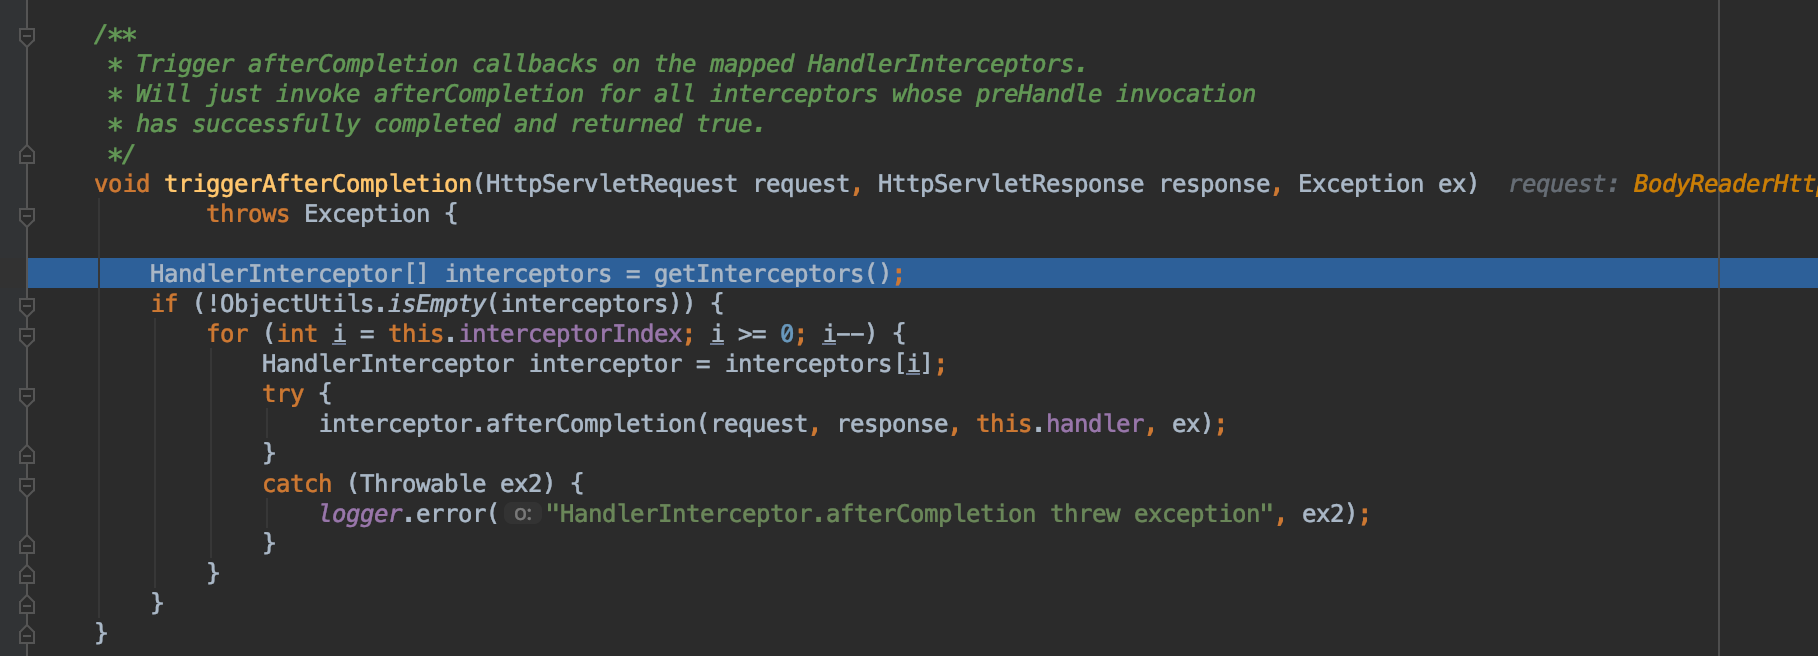 /**
* Trigger afterCompletion callbacks on the mapped HandlerInterceptors.
* Will just invoke afterCompletion for all interceptors whose preHandle invocation
* has successfully completed and returned true.
*/
void triggerAfterCompletion(HttpServletRequest request, HttpServletResponse response, Exception ex) request: BodyReaderHtt
throws Exception {
HandlerInterceptor[] interceptors = getInterceptors();
if (!ObjectUtils.isEmpty(interceptors)) {
for (int i = this.interceptorIndex; i >= 0; i--) {
HandlerInterceptor interceptor = interceptors[i];
try {
interceptor.afterCompletion(request, response, this.handler, ex);
}
catch (Throwable ex2) {
logger.error( o: "HandlerInterceptor.afterCompletion threw exception", ex2);
}
}
}
}